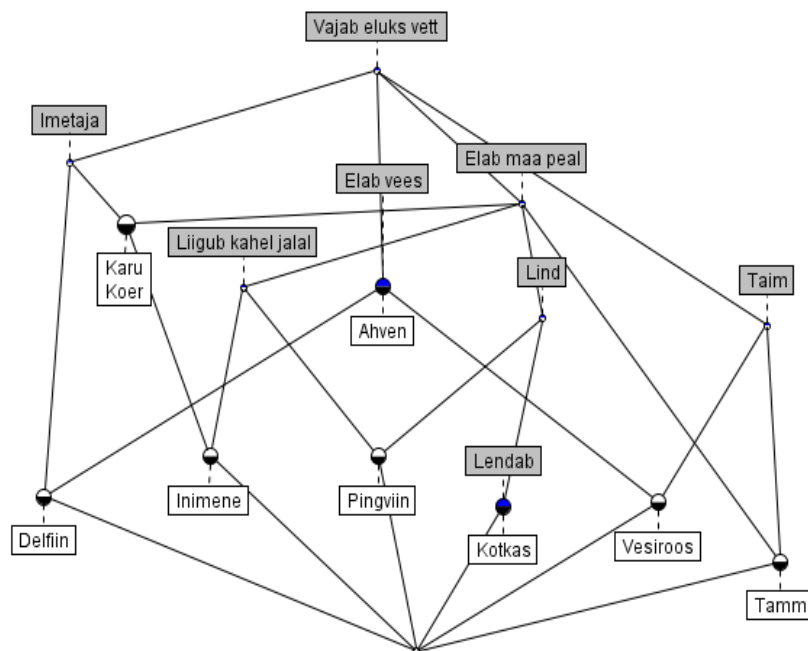 Vajab eluks vett
Imetaja
Elab maa peal
Elab vees
Liigub kahel jalal
Lind
Karu
Koer
Taim
Ahven
Lendab
Inimene
Pingviin
Delfiin
Kotkas
Vesiroos
Tamm